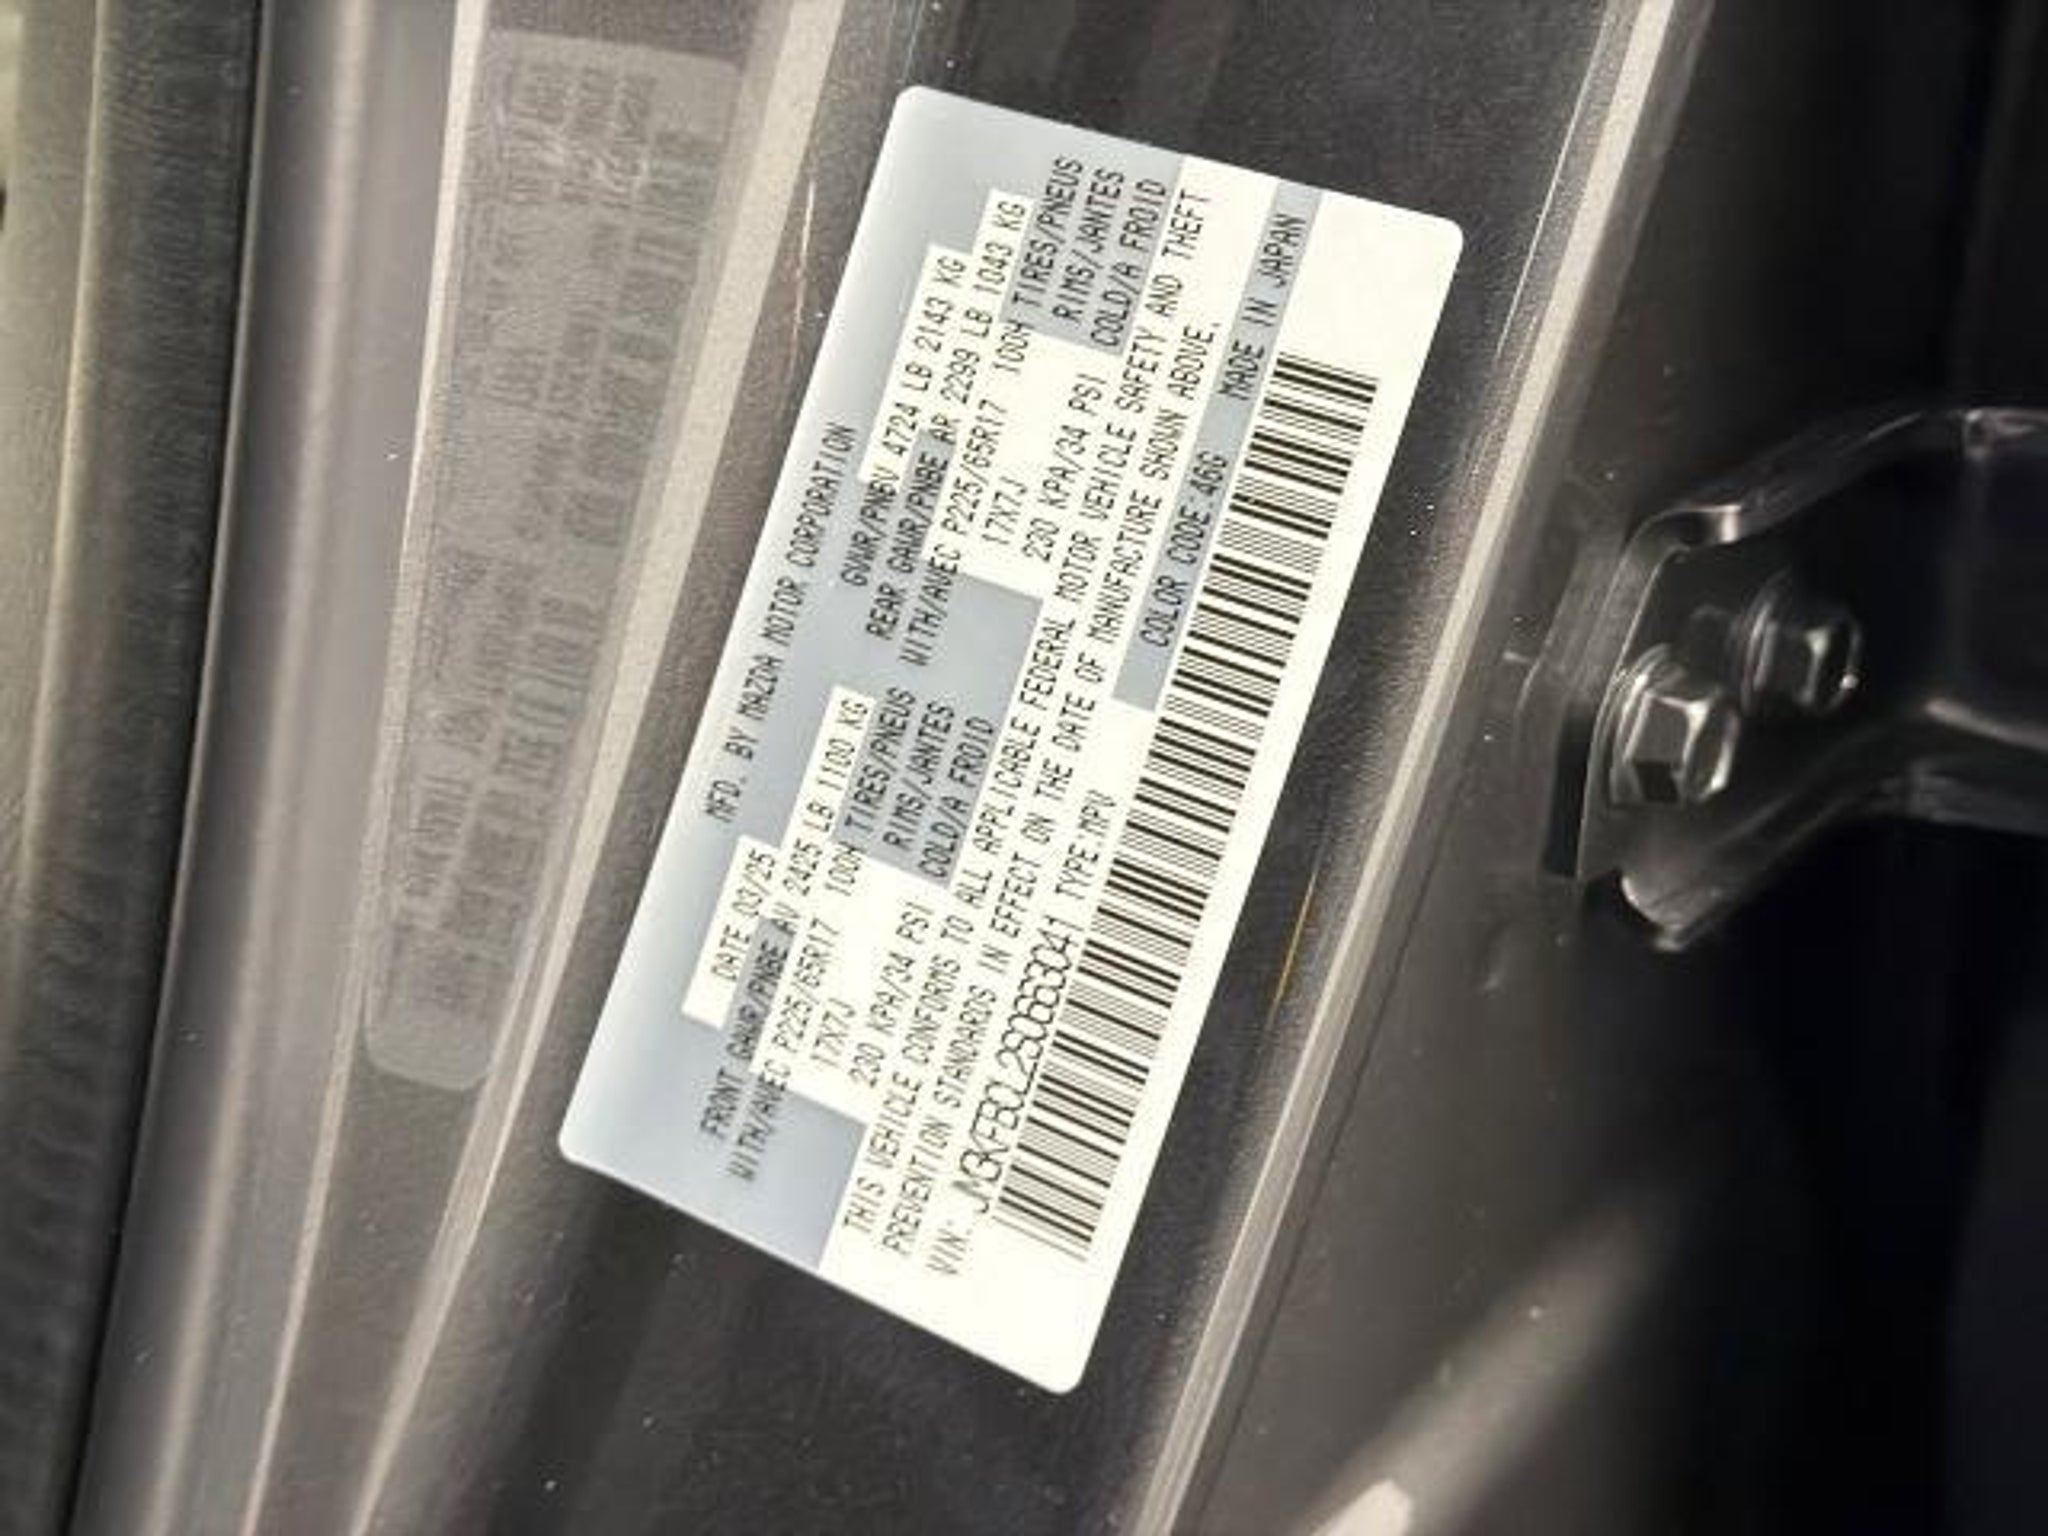 MFD. BY MAZDA MOTOR CORPORATION
DATE 03/25 GVWR/PNBV 4724 LB 2143 KG
FRONT GAWR/PNBE AV 2425 LB 1100 KG REAR GAWR/PNBE AR 2299 LB 1043 KG
WITH/AVEC P225/65R17 100H TIRES/PNEUS WITH/AVEC P225/65R17 100H TIRES/PNEUS
17X7J RIMS/JANTES 17X7J RIMS/JANTES
230 KPA/34 PSI COLD/A FROID 230 KPA/34 PSI COLD/A FROID
THIS VEHICLE CONFORMS TO ALL APPLICABLE FEDERAL MOTOR VEHICLE SAFETY AND THEFT
PREVENTION STANDARDS IN EFFECT ON THE DATE OF MANUFACTURE SHOWN ABOVE.
VIN: JM3KFBCL2S0663041 TYPE:MPV COLOR CODE:46G MADE IN JAPAN